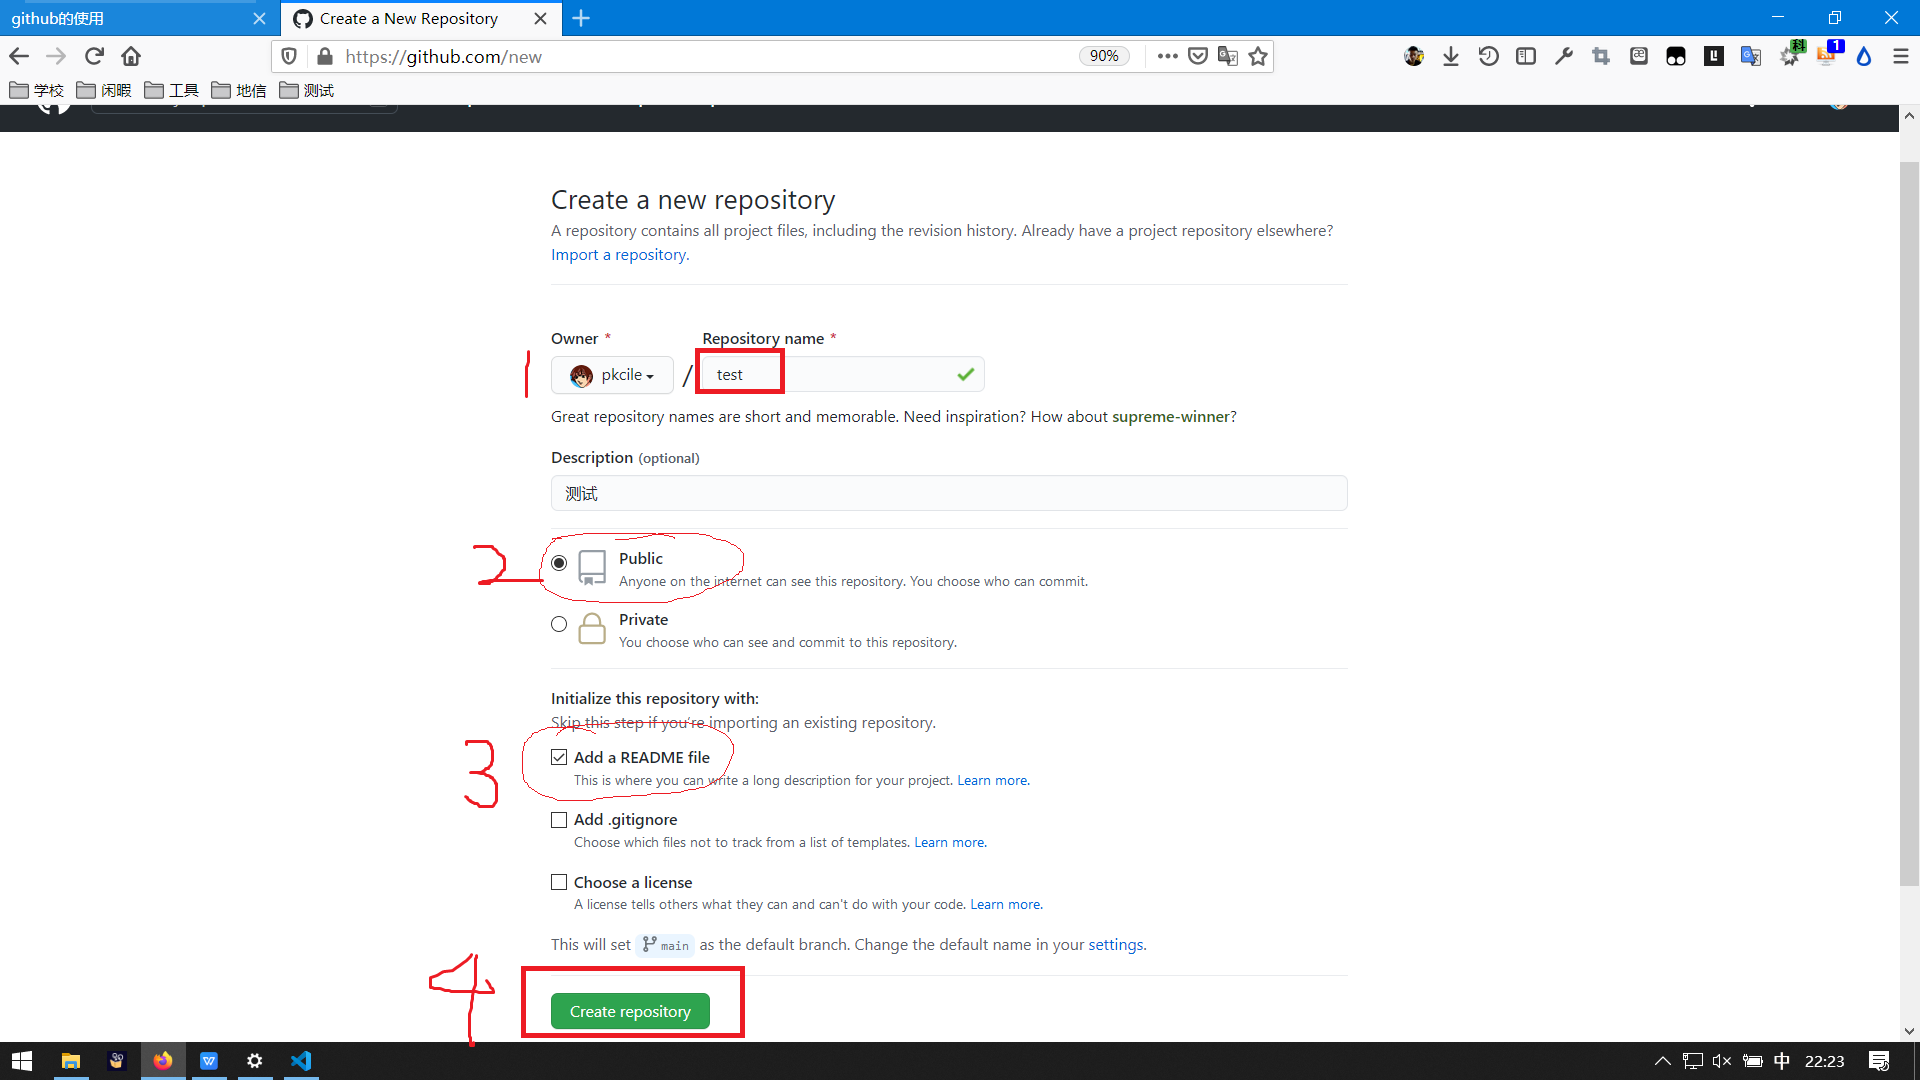 github的使用
Create a New Repository
https://github.com/new
90%
学校
闲暇
工具
地信
测试
科
1
Create a new repository
A repository contains all project files, including the revision history. Already have a project repository elsewhere?
Import a repository.
Owner *
Repository name *
1
pkcile
/
test
Great repository names are short and memorable. Need inspiration? How about supreme-winner?
Description (optional)
测试
2
Public
Anyone on the internet can see this repository. You choose who can commit.
Private
You choose who can see and commit to this repository.
Initialize this repository with:
Skip this step if you're importing an existing repository.
3
Add a README file
This is where you can write a long description for your project. Learn more.
Add .gitignore
Choose which files not to track from a list of templates. Learn more.
Choose a license
A license tells others what they can and can't do with your code. Learn more.
This will set main as the default branch. Change the default name in your settings.
4
Create repository
中
22:23